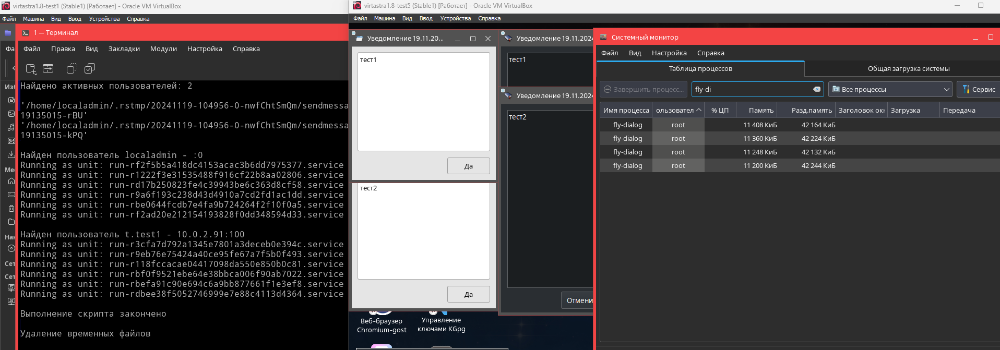 virtastra1.8-test1 (Stable1) [Работает] - Oracle VM VirtualBox
Файл Машина Вид Ввод Устройства Справка
1 — Терминал
Файл Правка Вид Закладки Модули Настройка Справка
Найдено активных пользователей: 2
'/home/localadmin/.rstmp/20241119-104956-0-nwfChtSmQm/sendmessa
19135015-rBU'
'/home/localadmin/.rstmp/20241119-104956-0-nwfChtSmQm/sendmessa
19135015-kPQ'
Найден пользователь localadmin - :0
Running as unit: run-rf2f5b5a418dc4153acac3b6dd7975377.service
Running as unit: run-r1222f3e31535488f916cf22b8aa02806.service
Running as unit: run-rd17b250823fe4c39943be6c363d8cf58.service
Running as unit: run-r9a6f193c238d43d4910a7cd2fd1ac1dd.service
Running as unit: run-rbe0644fcdb7e4fa9b724264f2f10f0a5.service
Running as unit: run-rf2ad20e212154193828f0dd348594d33.service
Найден пользователь t.test1 - 10.0.2.91:100
Running as unit: run-r3cfa7d792a1345e7801a3deceb0e394c.service
Running as unit: run-r9eb76e75424a40ce95fe67a7f5b0f493.service
Running as unit: run-r118fccacae04417098da550e850b0c81.service
Running as unit: run-rbf0f9521ebe64e38bbca006f90ab7022.service
Running as unit: run-rbefa91c90e694c6a9bb877661f1e3ef8.service
Running as unit: run-rdbee38f5052746999e7e88c4113d4364.service
Выполнение скрипта закончено
Удаление временных файлов
Фа
Изб
Мес
Нак
Сет
Сет
virtastra1.8-test5 (Stable1) [Работает] - Oracle VM VirtualBox
Файл Машина Вид Ввод Устройства Справка
Уведомление 19.11.20...
тест1
Да
тест2
Да
Уведомление 19.11.2024
тест1
Уведомление 19.11.2024
тест2
Отмени
Веб-браузер
Chromium-gost
Управление
ключами KGpg
Системный монитор
Файл Вид Настройка Справка
Таблица процессов Общая загрузка системы
Завершить процесс... fly-di Все процессы Сервис
Имя процесса ользовател % ЦП Память Разд.память Заголовок окн Загрузка Передача
fly-dialog root 11 408 КиБ 42 164 КиБ
fly-dialog root 11 360 КиБ 42 224 КиБ
fly-dialog root 11 248 КиБ 42 132 КиБ
fly-dialog root 11 200 КиБ 42 244 КиБ